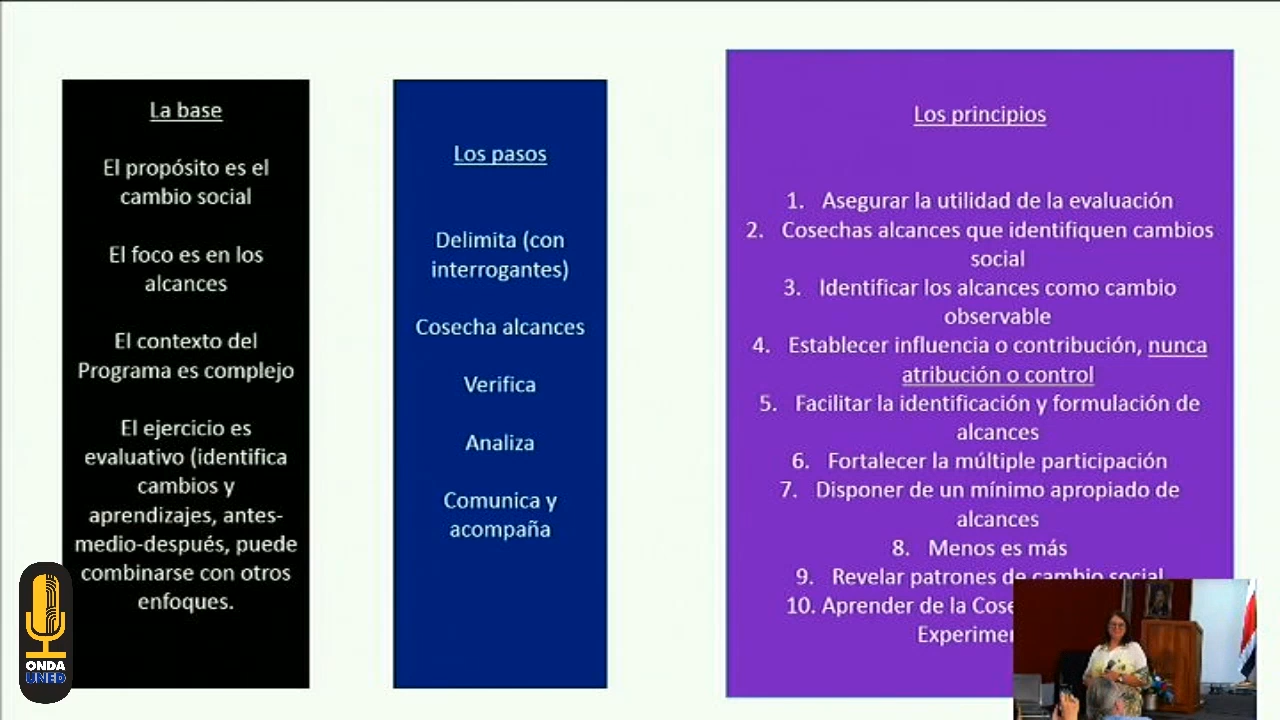 La base
El propósito es el
cambio social
El foco es en los
alcances
El contexto del
Programa es complejo
El ejercicio es
evaluativo (identifica
cambios y
aprendizajes, antes-
medio-después, puede
combinarse con otros
enfoques.
Los pasos
Delimita (con
interrogantes)
Cosecha alcances
Verifica
Analiza
Comunica y
acompaña
Los principios
1. Asegurar la utilidad de la evaluación
2. Cosechas alcances que identifiquen cambios
social
3. Identificar los alcances como cambio
observable
4. Establecer influencia o contribución, nunca
atribución o control
5. Facilitar la identificación y formulación de
alcances
6. Fortalecer la múltiple participación
7. Disponer de un mínimo apropiado de
alcances
8. Menos es más
9. Revelar patrones de cambio social
10. Aprender de la
ONDA
UNED